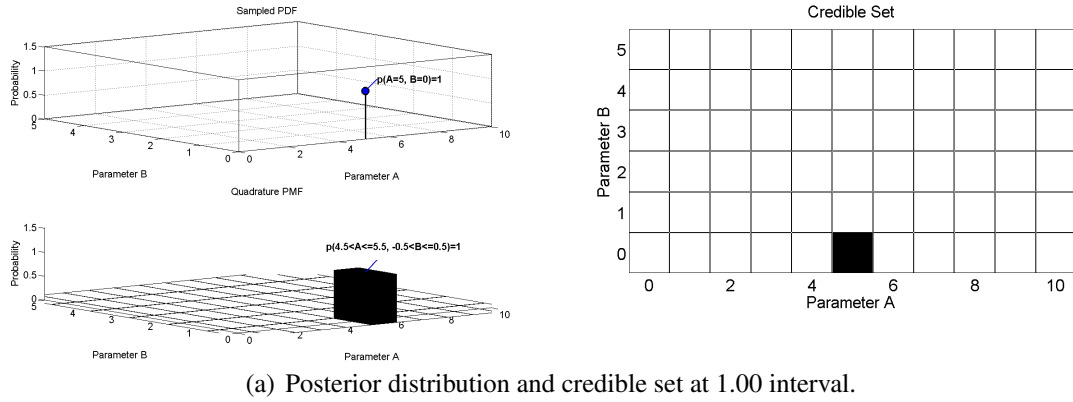 Sampled PDF
1.5
1
0.5
0
Probability
p(A=5, B=0)=1
5
4
3
2
1
0
0
2
4
6
8
10
Parameter B
Parameter A
Quadrature PMF
1.5
1
0.5
0
Probability
p(4.5<A<=5.5, -0.5<B<=0.5)=1
5
4
3
2
1
0
0
2
4
6
8
10
Parameter B
Parameter A
Credible Set
5
4
3
2
1
0
Parameter B
0 2 4 6 8 10
Parameter A
(a) Posterior distribution and credible set at 1.00 interval.